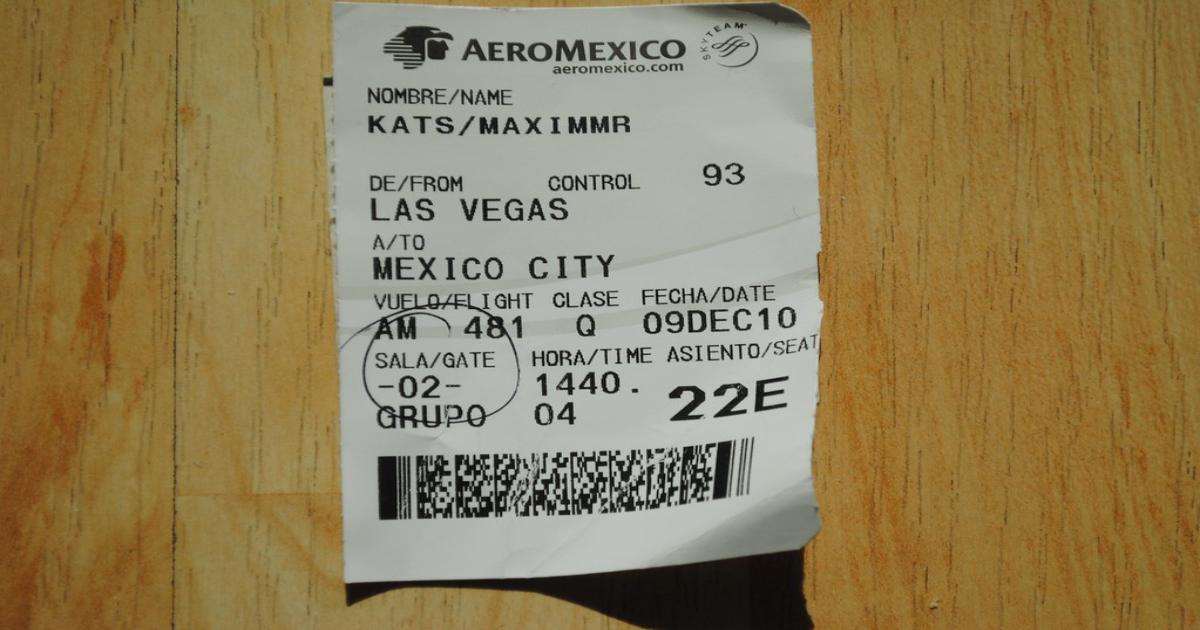 AEROMEXICO SKYTEAM
aeromexico.com
NOMBRE/NAME
KATS/MAXIMMR
DE/FROM CONTROL 93
LAS VEGAS
A/TO
MEXICO CITY
VUELO/FLIGHT CLASE FECHA/DATE
AM 481 Q 09DEC10
SALA/GATE HORA/TIME ASIENTO/SEAT
-02- 1440. 22E
GRUPO 04